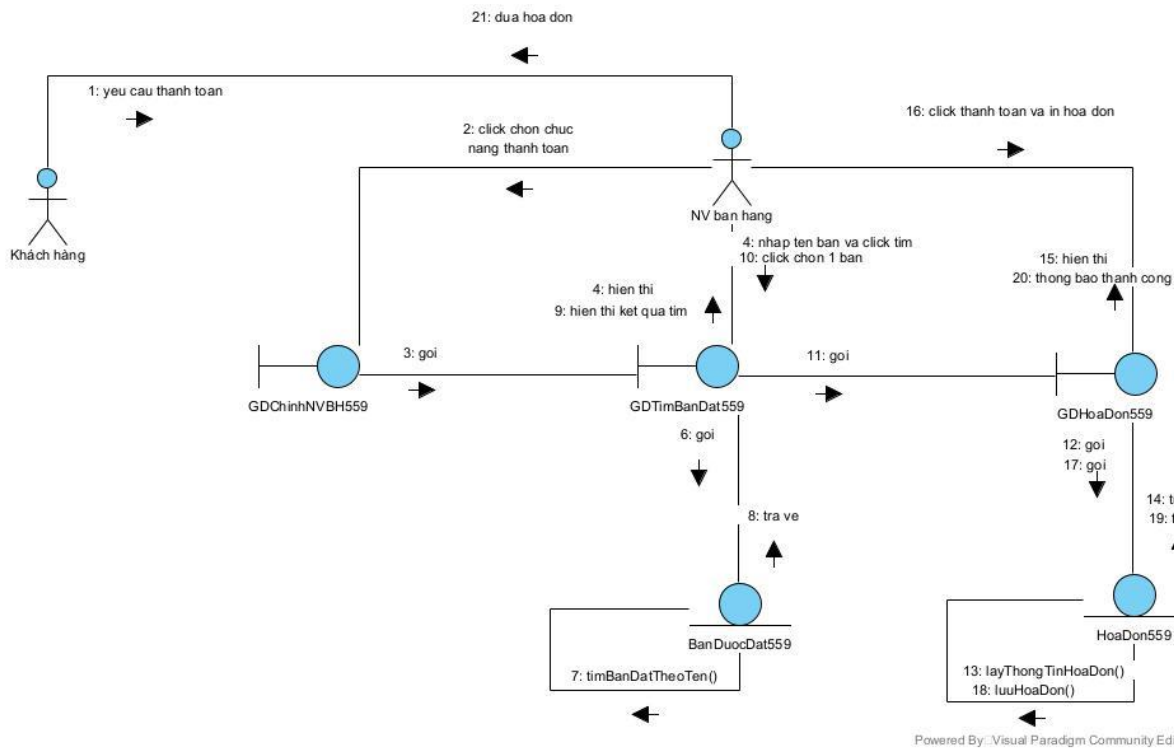 21: dua hoa don
1: yeu cau thanh toan
2: click chon chuc
nang thanh toan
16: click thanh toan va in hoa don
Khách hàng
NV ban hang
4: nhap ten ban va click tim
10: click chon 1 ban
4: hien thi
9: hien thi ket qua tim
15: hien thi
20: thong bao thanh cong
3: goi
11: goi
GDChinhNVBH559
GDTimBanDat559
GDHoaDon559
6: goi
12: goi
17: goi
8: tra ve
14:
19:
BanDuocDat559
HoaDon559
7: timBanDatTheoTen()
13: layThongTinHoaDon()
18: luuHoaDon()
Powered By Visual Paradigm Community